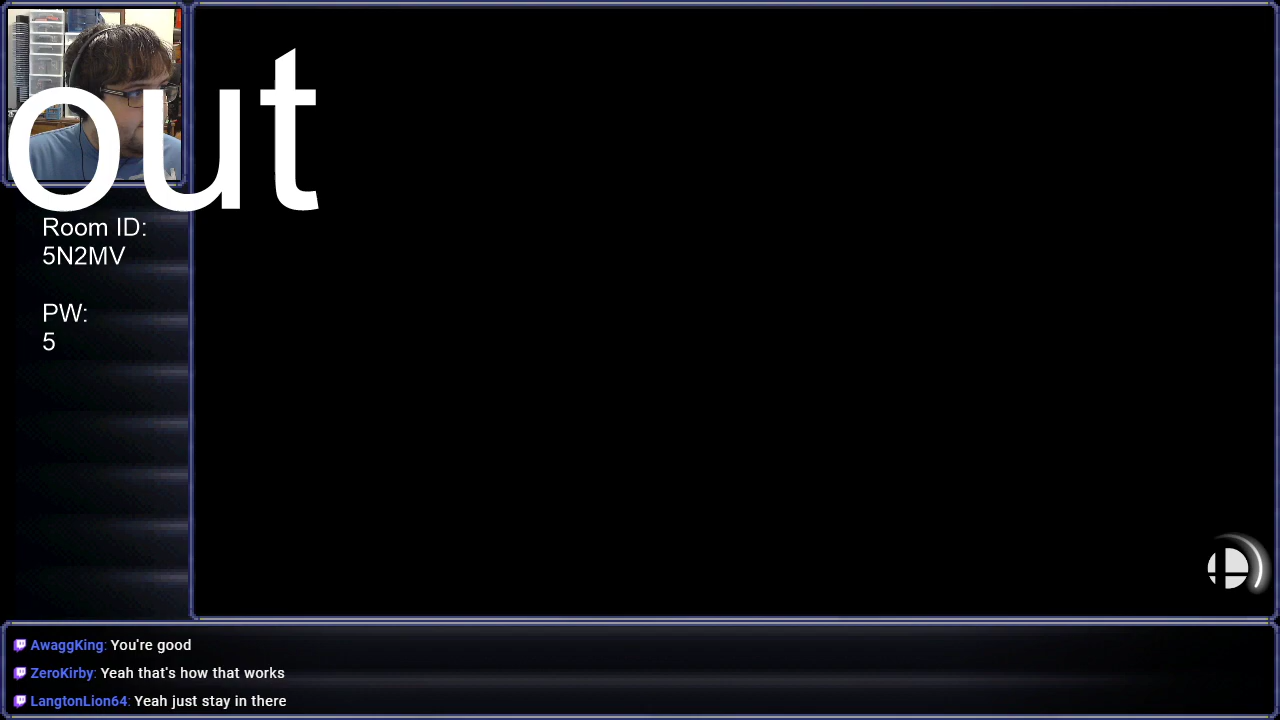 out
Room ID:
5N2MV
PW:
5
AwaggKing: You're good
ZeroKirby: Yeah that's how that works
LangtonLion64: Yeah just stay in there